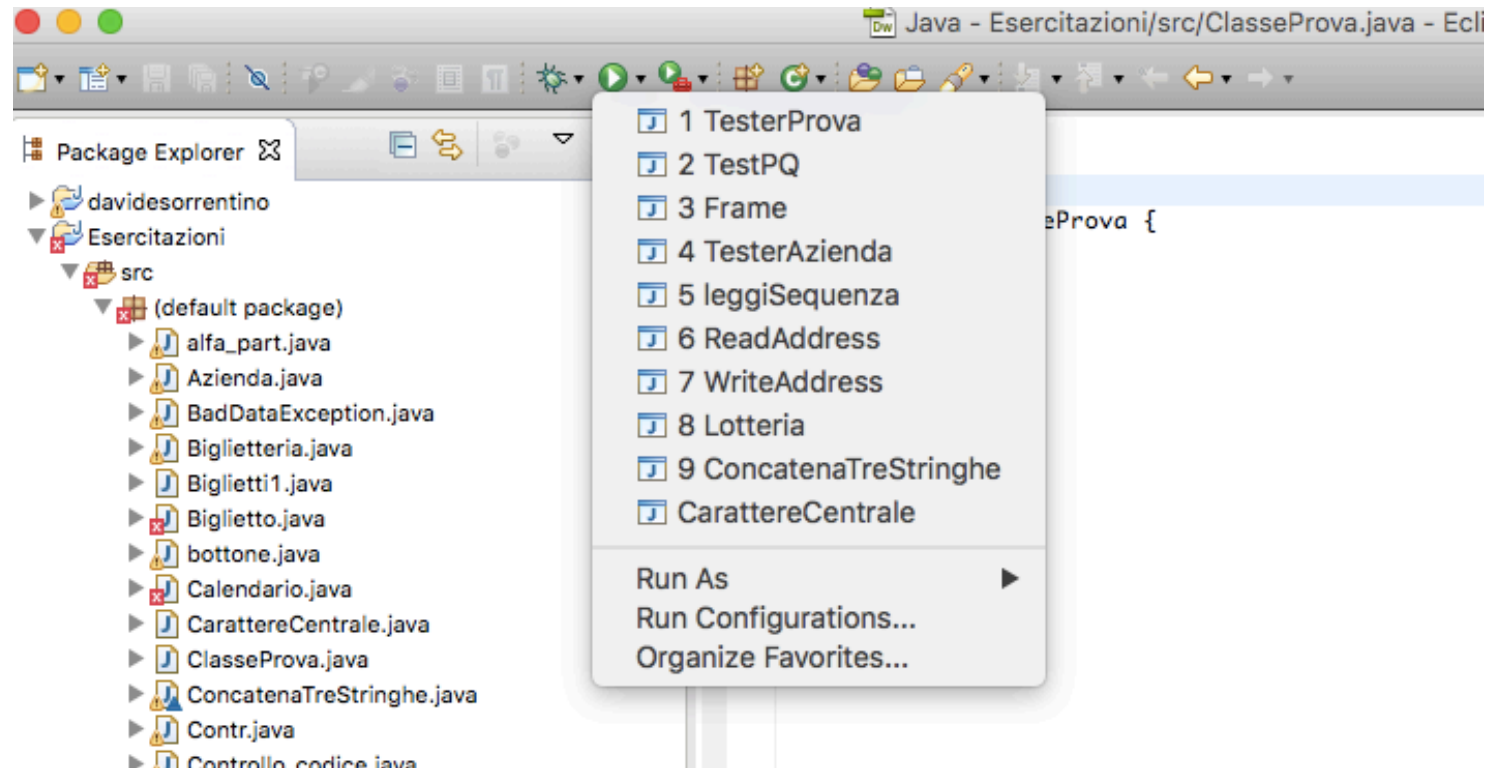 Java - Esercitazioni/src/ClasseProva.java - Ecli
Package Explorer
davidesorrentino
Esercitazioni
src
(default package)
alfa_part.java
Azienda.java
BadDataException.java
Biglietteria.java
Biglietti1.java
Biglietto.java
bottone.java
Calendario.java
CarattereCentrale.java
ClasseProva.java
ConcatenaTreStringhe.java
Contr.java
Controllo_codice.java
1 TesterProva
2 TestPQ
3 Frame
4 TesterAzienda
5 leggiSequenza
6 ReadAddress
7 WriteAddress
8 Lotteria
9 ConcatenaTreStringhe
CarattereCentrale
Run As
Run Configurations...
Organize Favorites...
eProva {